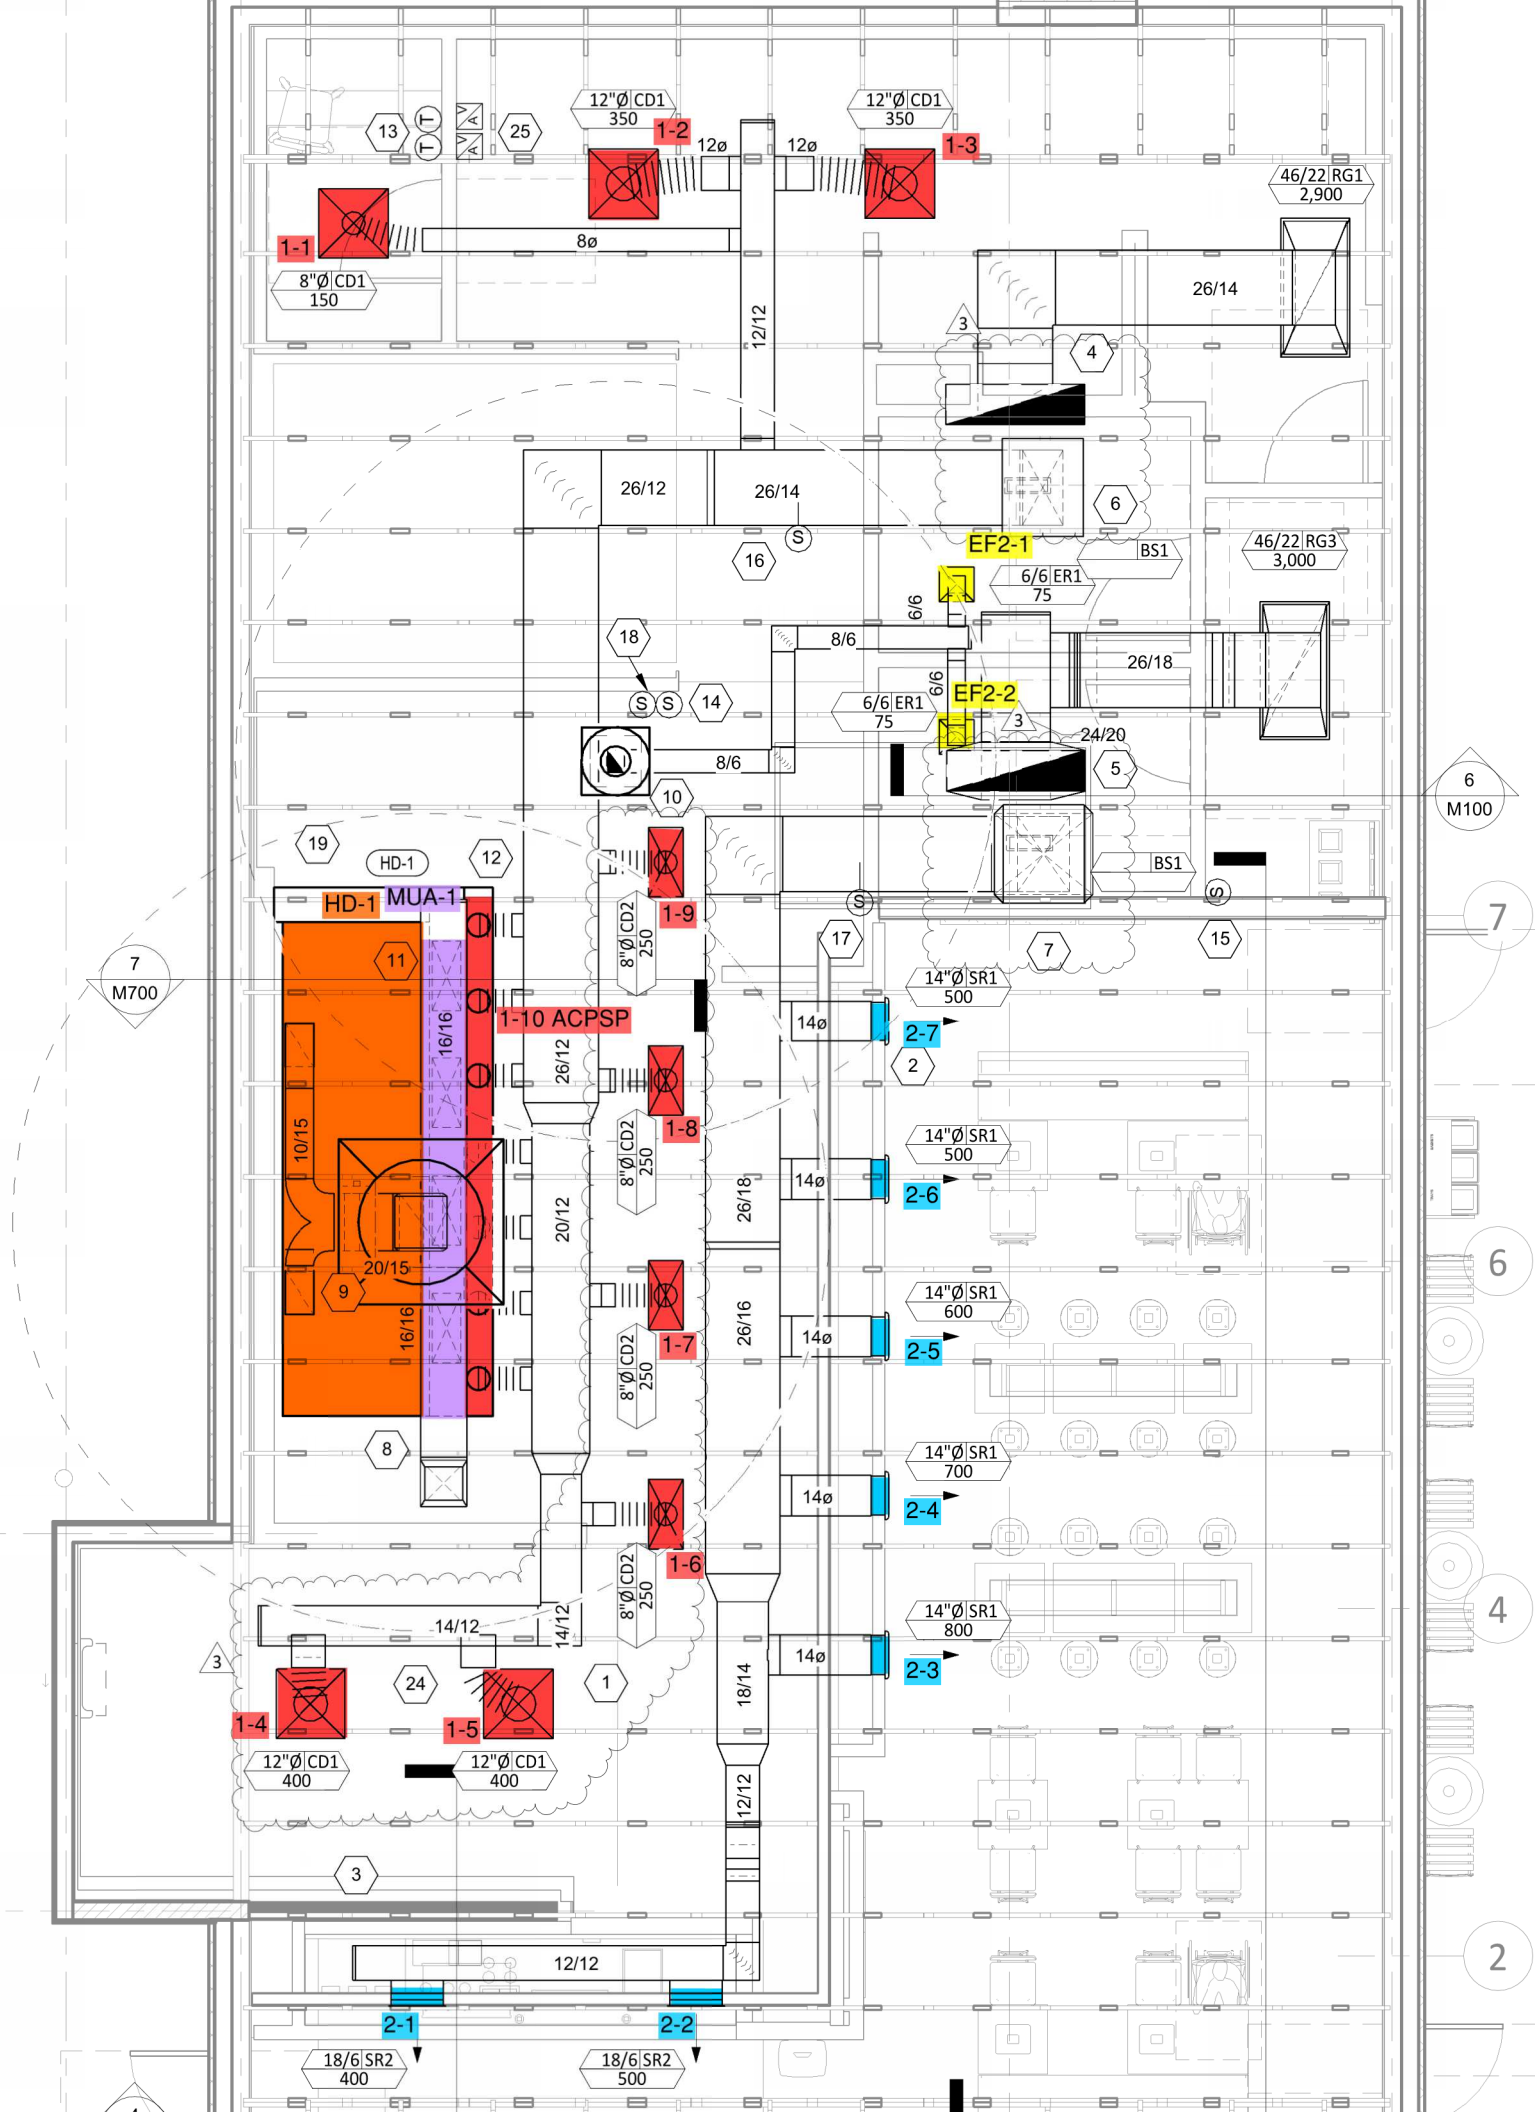 12"Ø CD1
350
12"Ø CD1
350
13
T
T
V
A
V
A
25
1-2
1-3
12ø
12ø
46/22 RG1
2,900
1-1
8ø
8"Ø CD1
150
26/14
12/12
3
4
26/12
26/14
6
S
16
EF2-1
BS1
46/22 RG3
3,000
6/6 ER1
75
6/6
18
8/6
26/18
6/6
EF2-2
S
S
14
6/6 ER1
75
3
24/20
8/6
5
6
M100
10
19
HD-1
12
BS1
HD-1
MUA-1
1-9
S
S
7
8"Ø CD2
250
17
7
15
11
7
M700
14"Ø SR1
500
1-10 ACPSP
14ø
2-7
16/16
26/12
2
10/15
1-8
8"Ø CD2
250
14"Ø SR1
500
14ø
2-6
26/18
20/12
20/15
9
6
14"Ø SR1
600
16/16
26/16
14ø
2-5
1-7
8"Ø CD2
250
8
14"Ø SR1
700
14ø
2-4
1-6
8"Ø CD2
250
4
14/12
14/12
14"Ø SR1
800
3
14ø
2-3
24
1
18/14
1-4
1-5
12"Ø CD1
400
12"Ø CD1
400
12/12
3
2
12/12
2-1
2-2
18/6 SR2
400
18/6 SR2
500